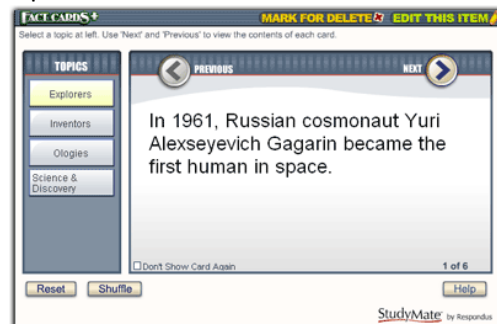 FACT CARDS+
MARK FOR DELETE EDIT THIS ITEM
Select a topic at left. Use 'Next' and 'Previous' to view the contents of each card.
TOPICS
Explorers
Inventors
Ologies
Science &
Discovery
PREVIOUS
NEXT
In 1961, Russian cosmonaut Yuri
Alexseyevich Gagarin became the
first human in space.
Don't Show Card Again
1 of 6
Reset
Shuffle
Help
StudyMate by Respondus